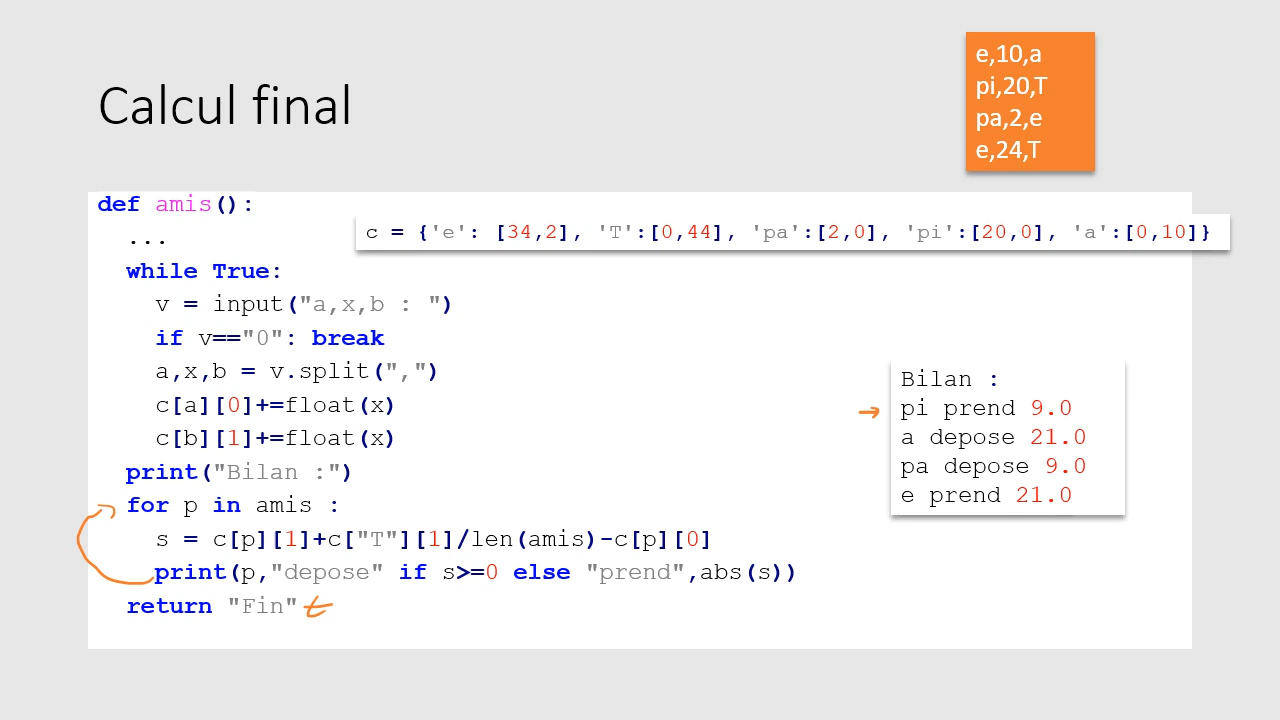 Calcul final
e,10,a
pi,20,T
pa,2,e
e,24,T
def amis():
...
c = {'e': [34,2], 'T':[0,44], 'pa':[2,0], 'pi':[20,0], 'a':[0,10]}
while True:
v = input("a,x,b : ")
if v=="0": break
a,x,b = v.split(",")
c[a][0]+=float(x)
c[b][1]+=float(x)
print("Bilan :")
for p in amis :
s = c[p][1]+c["T"][1]/len(amis)-c[p][0]
print(p,"depose" if s>=0 else "prend",abs(s))
return "Fin"
Bilan :
pi prend 9.0
a depose 21.0
pa depose 9.0
e prend 21.0